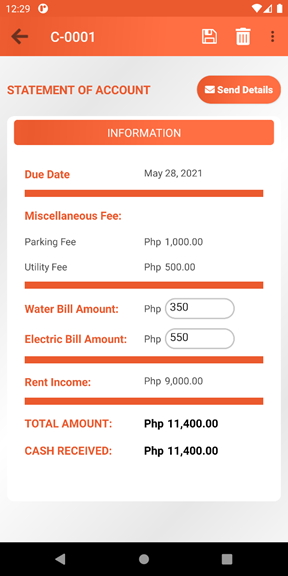 12:29
C-0001
STATEMENT OF ACCOUNT
Send Details
INFORMATION
Due Date May 28, 2021
Miscellaneous Fee:
Parking Fee Php 1,000.00
Utility Fee Php 500.00
Water Bill Amount: Php 350
Electric Bill Amount: Php 550
Rent Income: Php 9,000.00
TOTAL AMOUNT: Php 11,400.00
CASH RECEIVED: Php 11,400.00